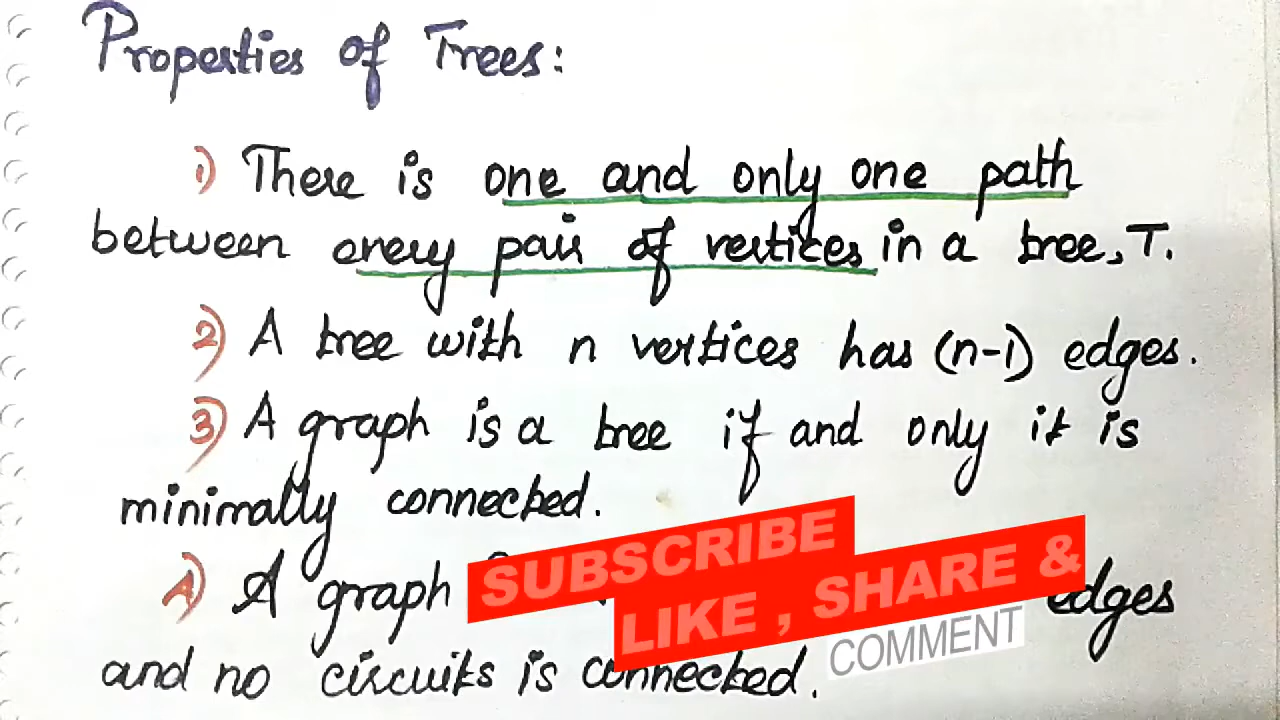 Properties of Trees:
1) There is one and only one path
between every pair of vertices in a tree, T.
2) A tree with n vertices has (n-1) edges.
3) A graph is a tree if and only it is
minimally connected.
4) A graph edges
and no circuits is connected.
SUBSCRIBE
LIKE , SHARE &
COMMENT